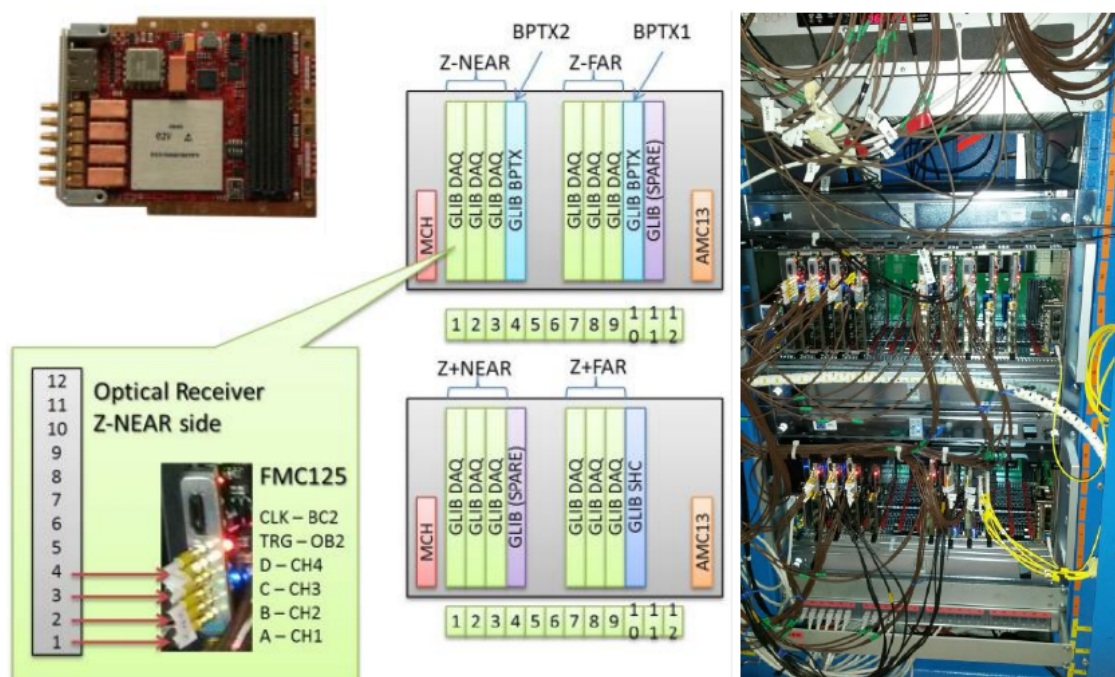 BPTX2
BPTX1
Z-NEAR
Z-FAR
MCH
GLIB DAQ
GLIB DAQ
GLIB DAQ
GLIB BPTX
GLIB DAQ
GLIB DAQ
GLIB DAQ
GLIB BPTX
GLIB (SPARE)
AMC13
1 2 3 4 5 6 7 8 9 10 11 12
Z+NEAR
Z+FAR
MCH
GLIB DAQ
GLIB DAQ
GLIB DAQ
GLIB (SPARE)
GLIB DAQ
GLIB DAQ
GLIB DAQ
GLIB SHC
AMC13
1 2 3 4 5 6 7 8 9 10 11 12
Optical Receiver
Z-NEAR side
12
11
10
9
8
7
6
5
4
3
2
1
FMC125
CLK – BC2
TRG – OB2
D – CH4
C – CH3
B – CH2
A – CH1